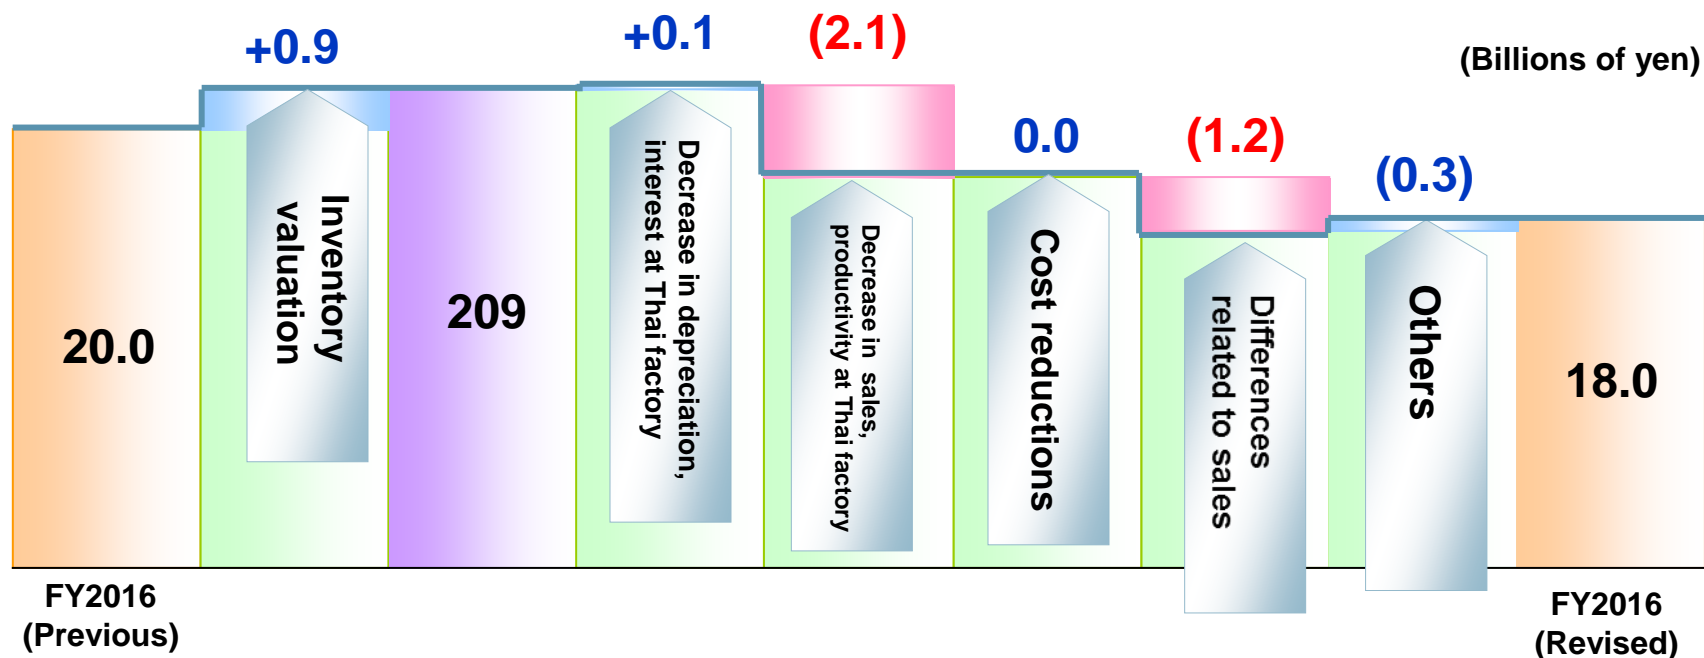 +0.9
+0.1
(2.1)
(Billions of yen)
0.0
(1.2)
(0.3)
20.0
Inventory
valuation
209
Decrease in depreciation,
interest at Thai factory
Decrease in sales,
productivity at Thai factory
Cost reductions
Differences
related to sales
Others
18.0
FY2016
(Previous)
FY2016
(Revised)